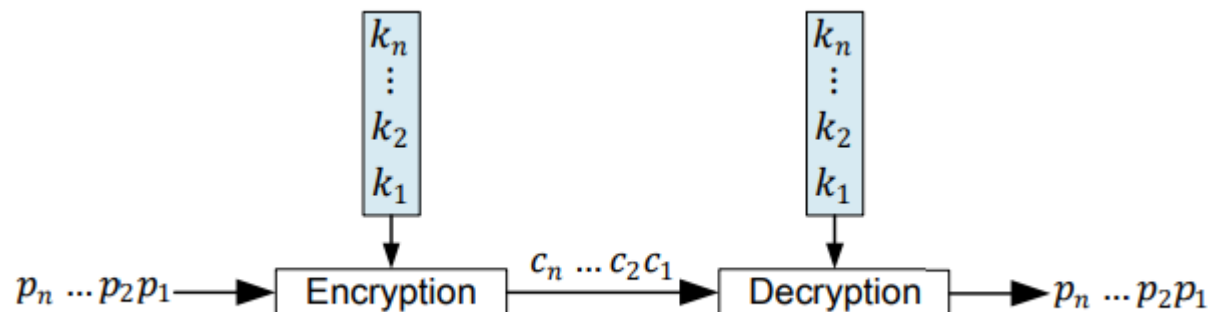 kₙ
⋮
k₂
k₁
kₙ
⋮
k₂
k₁
pₙ … p₂p₁
Encryption
cₙ … c₂c₁
Decryption
pₙ … p₂p₁